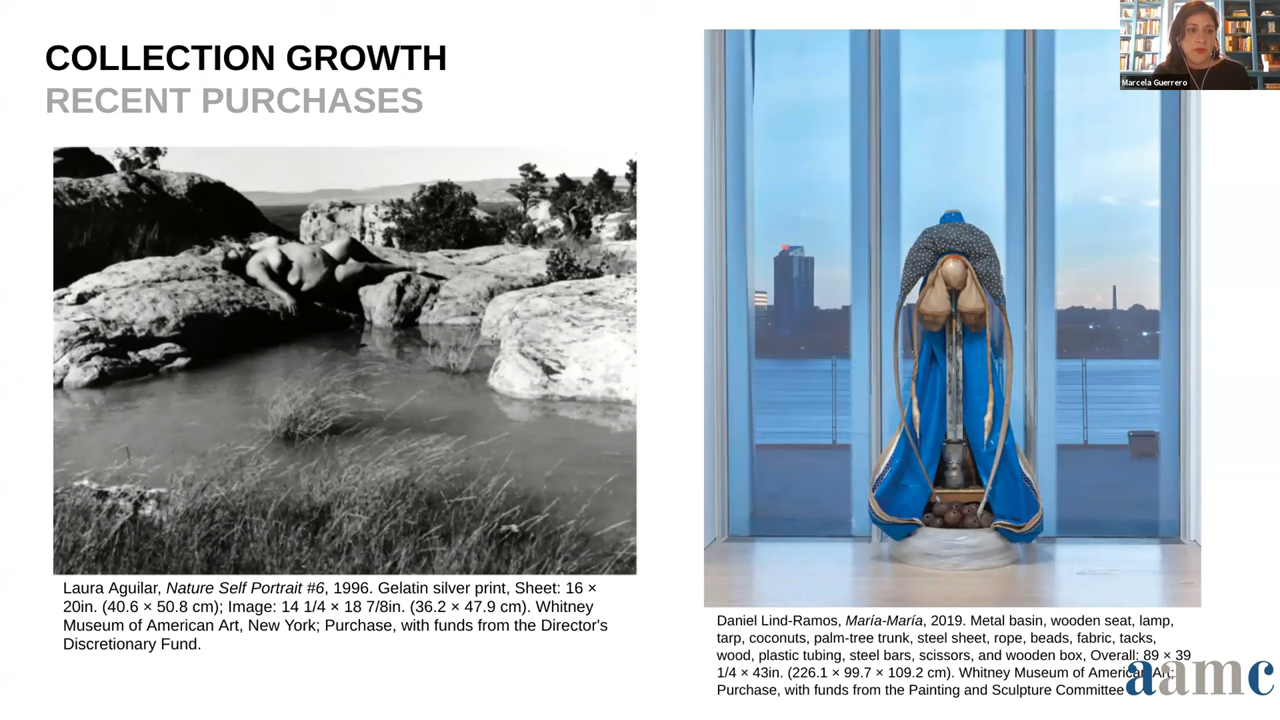 COLLECTION GROWTH
RECENT PURCHASES
Marcela Guerrero
Laura Aguilar, Nature Self Portrait #6, 1996. Gelatin silver print, Sheet: 16 ×
20in. (40.6 × 50.8 cm); Image: 14 1/4 × 18 7/8in. (36.2 × 47.9 cm). Whitney
Museum of American Art, New York; Purchase, with funds from the Director's
Discretionary Fund.
Daniel Lind-Ramos, María-María, 2019. Metal basin, wooden seat, lamp,
tarp, coconuts, palm-tree trunk, steel sheet, rope, beads, fabric, tacks,
wood, plastic tubing, steel bars, scissors, and wooden box, Overall: 89 × 39
1/4 × 43in. (226.1 × 99.7 × 109.2 cm). Whitney Museum of American Art;
Purchase, with funds from the Painting and Sculpture Committee
aamc